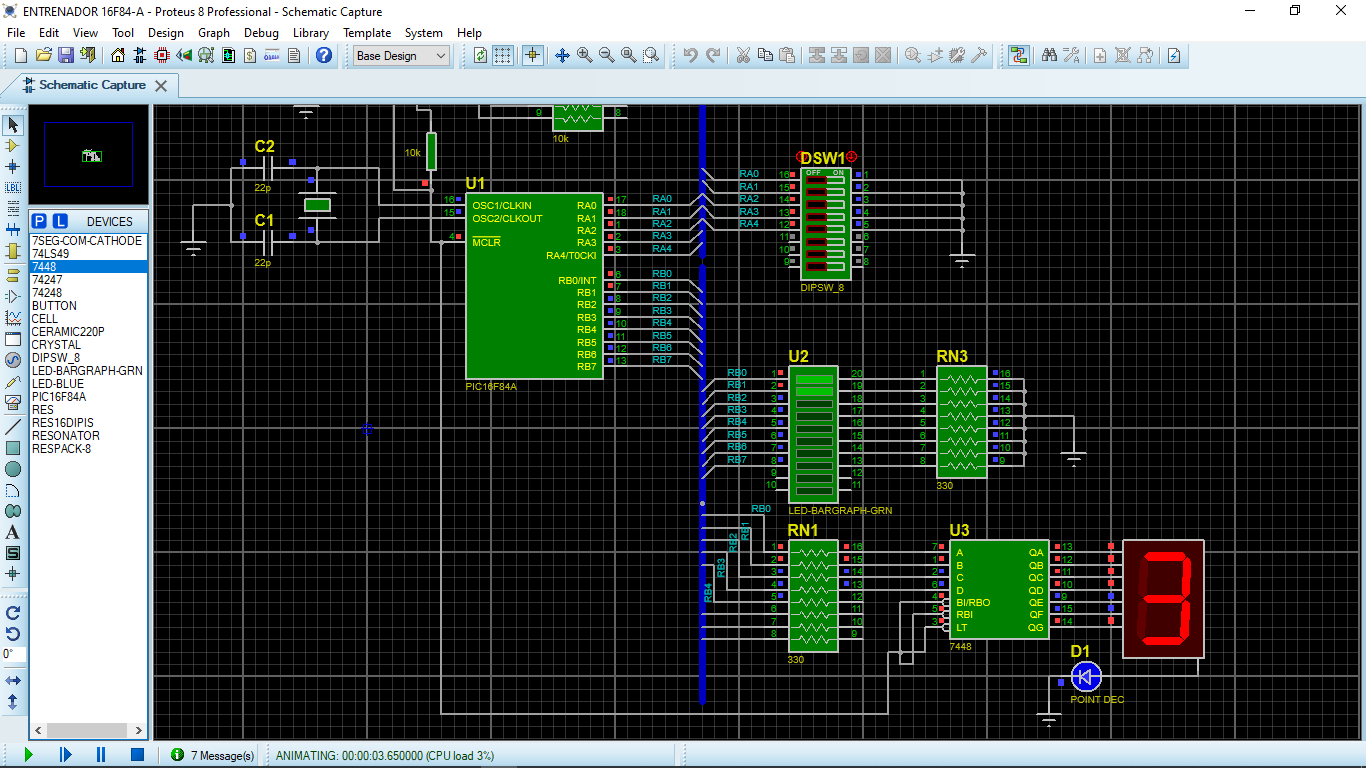 ENTRENADOR 16F84-A - Proteus 8 Professional - Schematic Capture
File Edit View Tool Design Graph Debug Library Template System Help
Base Design
Schematic Capture
P L DEVICES
7SEG-COM-CATHODE
74LS49
7448
74247
74248
BUTTON
CELL
CERAMIC220P
CRYSTAL
DIPSW_8
LED-BARGRAPH-GRN
LED-BLUE
PIC16F84A
RES
RES16DIPIS
RESONATOR
RESPACK-8
0°
9 8
10k
C2
22p
C1
22p
10k
U1
16 OSC1/CLKIN RA0 17 RA0
15 OSC2/CLKOUT RA1 18 RA1
RA2 1 RA2
4 MCLR RA3 2 RA3
RA4/T0CKI 3 RA4
RB0/INT 6 RB0
RB1 7 RB1
RB2 8 RB2
RB3 9 RB3
RB4 10 RB4
RB5 11 RB5
RB6 12 RB6
RB7 13 RB7
PIC16F84A
DSW1
OFF ON
RA0 16 1
RA1 15 2
RA2 14 3
RA3 13 4
RA4 12 5
11 6
10 7
9 8
DIPSW_8
U2
RB0 1 20
RB1 2 19
RB2 3 18
RB3 4 17
RB4 5 16
RB5 6 15
RB6 7 14
RB7 8 13
9 12
10 11
LED-BARGRAPH-GRN
RN3
1 16
2 15
3 14
4 13
5 12
6 11
7 10
8 9
330
RB0
RB1
RB2
RB3
RB4
RN1
1 16
2 15
3 14
4 13
5 12
6 11
7 10
8 9
330
U3
7 A QA 13
1 B QB 12
2 C QC 11
6 D QD 10
4 BI/RBO QE 9
5 RBI QF 15
3 LT QG 14
7448
3
D1
POINT DEC
7 Message(s) ANIMATING: 00:00:03.650000 (CPU load 3%)